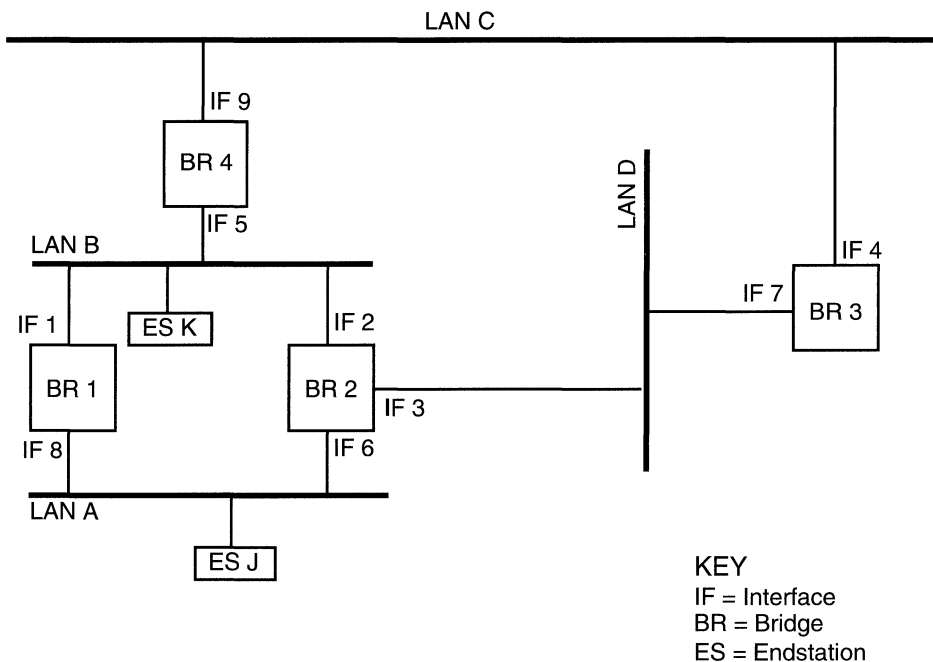 LAN C
IF 9
BR 4
IF 5
LAN D
LAN B
IF 4
IF 7
BR 3
IF 1
ES K
IF 2
BR 1
BR 2
IF 3
IF 8
IF 6
LAN A
ES J
KEY
IF = Interface
BR = Bridge
ES = Endstation